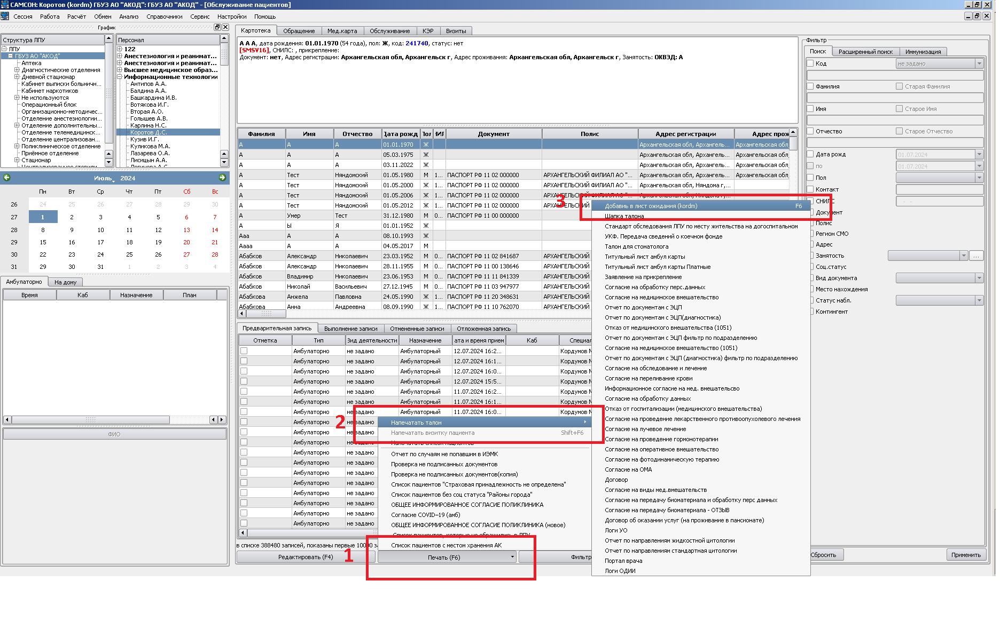 САМСОН: Коротов (kordm) ГБУЗ АО "АКОД": ГБУЗ АО "АКОД" - [Обслуживание пациентов]
Сессия Работа Расчёт Обмен Анализ Справочники Сервис Настройки Помощь
График
Структура ЛПУ
ЛПУ
ГБУЗ АО "АКОД"
Аптека
Диагностические отделения
Дневной стационар
Кабинет выписки больничн...
Кабинет наркотиков
Не используются
Операционный блок
Организационно-методичес...
Отделение анестезиологии...
Отделение дополнительны...
Отделение телемедицинск...
Отделение централизован...
Поликлиническое отделение
Приёмное отделение
Стационар
Персонал
122
Анестезиология и реанимат...
Анестезиология и реанимат...
Высшее медицинское образ...
Информационные технологии
Антипов А.А.
Балдина А.А.
Башкардина И.В.
Вотякова И.Г.
Вторая А.О.
Голышев А.В.
Карлина Н.С.
Коротов Д.С.
Кузив И.Г.
Куликова М.А.
Лазарева О.А.
Лисицын А.А.
Июль, 2024
Пн Вт Ср Чт Пт Сб Вс
26 24 25 26 27 28 29 30
27 1 2 3 4 5 6 7
28 8 9 10 11 12 13 14
29 15 16 17 18 19 20 21
30 22 23 24 25 26 27 28
31 29 30 31 1 2 3 4
Амбулаторно На дому
Время Каб Назначение План
ФИО
Картотека Обращение Мед.карта Обслуживание КЭР Визиты
А А А, дата рождения: 01.01.1970 (54 года), пол: Ж, код: 241740, статус: нет
[SMSV16], СНИЛС: , прикрепление:
Документ: нет, Адрес регистрации: Архангельская обл, Архангельск г, Адрес проживания: Архангельская обл, Архангельск г, Занятость: ОКВЭД: А
Фамилия Имя Отчество Дата рожд Пол Документ Полис Адрес регистрации Адрес прож
А А А 01.01.1970 Ж Архангельская обл, Архангель... Архангельская обл,
А А А 05.03.1975 Ж Архангельская обл, Архангель... Архангельская обл,
А А А 03.11.2022 Ж Архангельская обл, Архангель... Архангельская обл,
А Тест Няндомский 01.05.1980 М 1... ПАСПОРТ РФ 11 02 000000 АРХАНГЕЛЬСКИЙ ФИЛИАЛ АО "... Архангельская обл, Архангель... Архангельская обл,
А Тест Няндомский 01.05.2000 Ж 1... ПАСПОРТ РФ 11 02 000000 АРХАНГЕЛЬСКИЙ ФИЛИАЛ АО "... Архангельская обл, Няндома г,...
А Тест Няндомский 01.05.2006 Ж 1... ПАСПОРТ РФ 11 02 000000 АРХАНГЕЛЬСКИЙ ФИЛИАЛ АО "... Архангельская обл, Няндома г,...
А Тест Няндомский 01.05.2012 Ж 1... ПАСПОРТ РФ 11 02 000000 АРХАНГЕЛЬСКИЙ
А Умер Тест 31.12.1980 М 0... ПАСПОРТ РФ 11 00 000000
А Ы Я 01.01.1952 Ж
Ааа А А 08.10.1993 Ж
Аааа А А 04.05.2017 М
Абабков Александр Николаевич 23.03.1952 М 0... ПАСПОРТ РФ 11 02 841687 АРХАНГЕЛЬСКИЙ
Абабков Александр Николаевич 28.11.1955 М 0... ПАСПОРТ РФ 11 00 138646 АРХАНГЕЛЬСКИЙ
Абабков Владимир Николаевич 23.06.1953 М 0... ПАСПОРТ РФ 11 11 841339 АРХАНГЕЛЬСКИЙ
Абабков Николай Васильевич 27.12.1945 М 0... ПАСПОРТ РФ 11 03 947977 АРХАНГЕЛЬСКИЙ
Абабкова Анжела Павловна 24.05.1990 Ж 0... ПАСПОРТ РФ 11 20 348631 АРХАНГЕЛЬСКИЙ
Абабкова Анна Андреевна 08.09.1990 Ж 1... ПАСПОРТ РФ 11 10 762070 АРХАНГЕЛЬСКИЙ
Предварительная запись Выполнение записи Отмененные записи Отложенная запись
Отметка Тип Вид деятельности Назначение ата и время прием Каб Специал
Амбулаторно не задано Амбулаторный 12.07.2024 16:2... Кордумов М
Амбулаторно не задано Амбулаторный 12.07.2024 16:1... Кордумов М
Амбулаторно не задано Амбулаторный 12.07.2024 16:0... Кордумов М
Амбулаторно не задано Амбулаторный 12.07.2024 15:5... Кордумов М
Амбулаторно не задано Амбулаторный 11.07.2024 16:2... Кордумов М
Амбулаторно не задано Амбулаторный 11.07.2024 16:1... Кордумов М
Амбулаторно не задано Амбулаторный 11.07.2024 16:0... Кордумов М
Амбулаторно не задано
Амбулаторно не задано
Амбулаторно не задано
Амбулаторно не задано
Амбулаторно не задано
Амбулаторно не задано
Амбулаторно не задано
Амбулаторно не задано
Амбулаторно не задано
Амбулаторно не задано
Амбулаторно не задано
в списке 388480 записей, показаны первые 10000 за
Редактировать (F4) Печать (F6) Фильтр
1
2
Напечатать талон
Напечатать визитку пациента Shift+F6
Напечатать список пациентов
Отчет по случаям не попавшим в ИЭМК
Проверка не подписанных документов
Проверка не подписанных документов(копия)
Список пациентов "Страховая принадлежность не определена"
Список пациентов без соц статуса "Районы города"
ОБЩЕЕ ИНФОРМИРОВАННОЕ СОГЛАСИЕ ПОЛИКЛИНИКА
Согласие COVID-19 (амб)
ОБЩЕЕ ИНФОРМИРОВАННОЕ СОГЛАСИЕ ПОЛИКЛИНИКА (новое)
Список пациентов, которые не обращались в ЛПУ
Список пациентов с местом хранения АК
3
Добавиь в лист ожидания (kordm) F6
Шапка талона
Стандарт обследования ЛПУ по месту жительства на догоспитальном
УКФ. Передача сведений о коечном фонде
Талон для стоматолога
Титульный лист амбул карты
Титульный лист амбул карты Платные
Заявление на прикрепление
Согласие на обработку перс.данных
Согласие на медицинское вмешательство
Отчет по документам с ЭЦП
Отчет по документам с ЭЦП(диагностика)
Отказ от медицинского вмешательства (1051)
Отчет по документам с ЭЦП фильтр по подразделению
Согласие на медицинское вмешательство (1051)
Отчет по документам с ЭЦП (диагностика) фильтр по подразделению
Согласие на обследование и лечение
Согласие на переливание крови
Информационное согласие на мед. вмешательсво
Согласие на обработку данных
Отказ от госпитализации (медицинского вмешательства)
Согласие на проведение лекарственного противоопухолевого лечения
Согласие на лучевое лечение
Согласие на проведение гормонотерапии
Согласие на оперативное вмешательство
Согласие на фотодинамическую терапию
Согласие на ОМА
Договор
Согласие на виды мед.вмешательств
Согласие на передачу биоматериала и обработку перс данных
Согласие на передачу биоматериала - ОТЗЫВ
Договор об оказании услуг (на проживание в пансионате)
Логи УО
Отчет по направлениям жидкостной цитологии
Отчет по направлениям стандартная цитологии
Портал врача
Логи ОДИИ
Фильтр
Поиск Расширенный поиск Иммунизация
Код не задано
Фамилия Старая Фамилия
Имя Старое Имя
Отчество Старое Отчество
Дата рожд 01.07.2024
по 01.07.2024
Пол
Контакт
СНИЛС - -
Документ
Полис
Регион СМО
Адрес
Занятость ...
Соц.статус
Вид документа
Место нахождения
Статус набл.
Контингент
Сбросить Применить